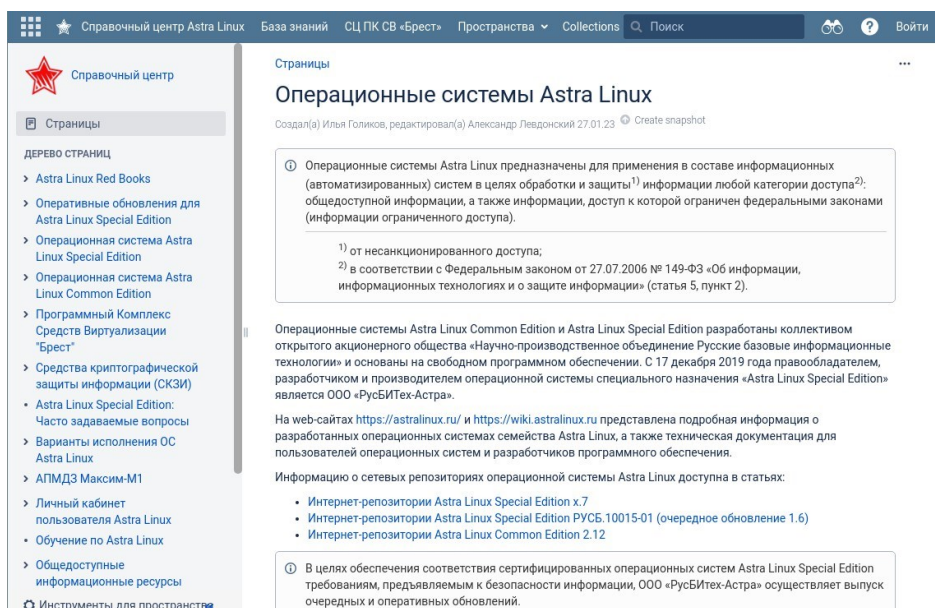 Справочный центр Astra Linux База знаний СЦ ПК СВ «Брест» Пространства Collections Поиск Войти
Справочный центр
Страницы
ДЕРЕВО СТРАНИЦ
Astra Linux Red Books
Оперативные обновления для
Astra Linux Special Edition
Операционная система Astra
Linux Special Edition
Операционная система Astra
Linux Common Edition
Программный Комплекс
Средств Виртуализации
"Брест"
Средства криптографической
защиты информации (СКЗИ)
Astra Linux Special Edition:
Часто задаваемые вопросы
Варианты исполнения ОС
Astra Linux
АПМДЗ Максим-М1
Личный кабинет
пользователя Astra Linux
Обучение по Astra Linux
Общедоступные
информационные ресурсы
Инструменты для пространства
Страницы
Операционные системы Astra Linux
Создал(а) Илья Голиков, редактировал(а) Александр Левдонский 27.01.23 Create snapshot
Операционные системы Astra Linux предназначены для применения в составе информационных
(автоматизированных) систем в целях обработки и защиты1) информации любой категории доступа2):
общедоступной информации, а также информации, доступ к которой ограничен федеральными законами
(информации ограниченного доступа).
1) от несанкционированного доступа;
2) в соответствии с Федеральным законом от 27.07.2006 № 149-ФЗ «Об информации,
информационных технологиях и о защите информации» (статья 5, пункт 2).
Операционные системы Astra Linux Common Edition и Astra Linux Special Edition разработаны коллективом
открытого акционерного общества «Научно-производственное объединение Русские базовые информационные
технологии» и основаны на свободном программном обеспечении. С 17 декабря 2019 года правообладателем,
разработчиком и производителем операционной системы специального назначения «Astra Linux Special Edition»
является ООО «РусБИТех-Астра».
На web-сайтах https://astralinux.ru/ и https://wiki.astralinux.ru представлена подробная информация о
разработанных операционных системах семейства Astra Linux, а также техническая документация для
пользователей операционных систем и разработчиков программного обеспечения.
Информацию о сетевых репозиториях операционной системы Astra Linux доступна в статьях:
Интернет-репозитории Astra Linux Special Edition x.7
Интернет-репозитории Astra Linux Special Edition РУСБ.10015-01 (очередное обновление 1.6)
Интернет-репозитории Astra Linux Common Edition 2.12
В целях обеспечения соответствия сертифицированных операционных систем Astra Linux Special Edition
требованиям, предъявляемым к безопасности информации, ООО «РусБИтех-Астра» осуществляет выпуск
очередных и оперативных обновлений.